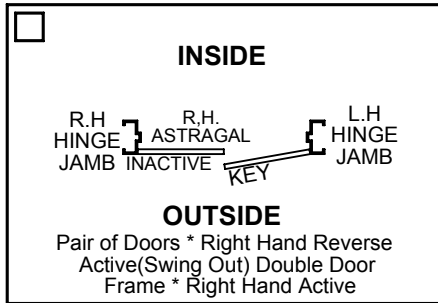 INSIDE
R.H
HINGE
JAMB
R,H.
ASTRAGAL
INACTIVE
KEY
L.H
HINGE
JAMB
OUTSIDE
Pair of Doors * Right Hand Reverse
Active(Swing Out) Double Door
Frame * Right Hand Active